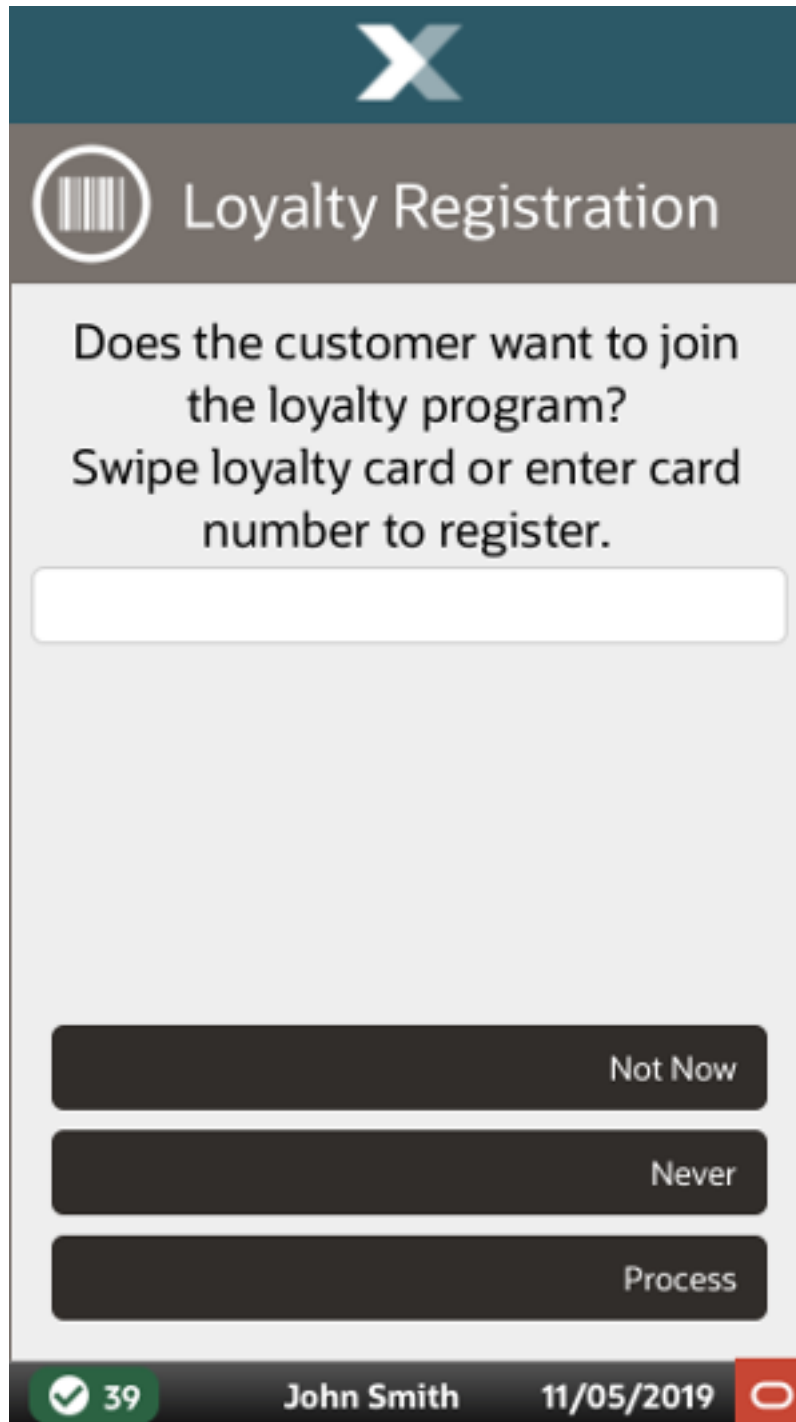 Loyalty Registration
Does the customer want to join
the loyalty program?
Swipe loyalty card or enter card
number to register.
Not Now
Never
Process
39 John Smith 11/05/2019